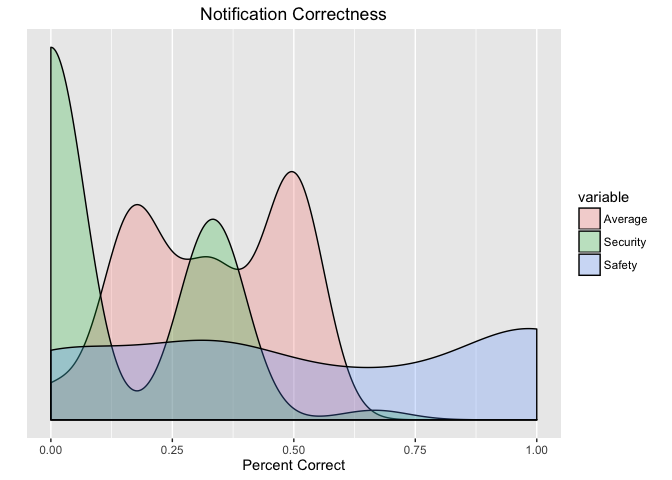 Notification Correctness
variable
Average
Security
Safety
0.00 0.25 0.50 0.75 1.00
Percent Correct